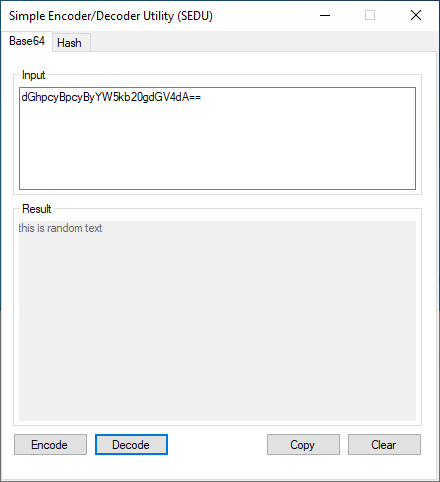 Simple Encoder/Decoder Utility (SEDU)
Base64 Hash
Input
dGhpcyBpcyByYW5kb20gdGV4dA==
Result
this is random text
Encode Decode Copy Clear